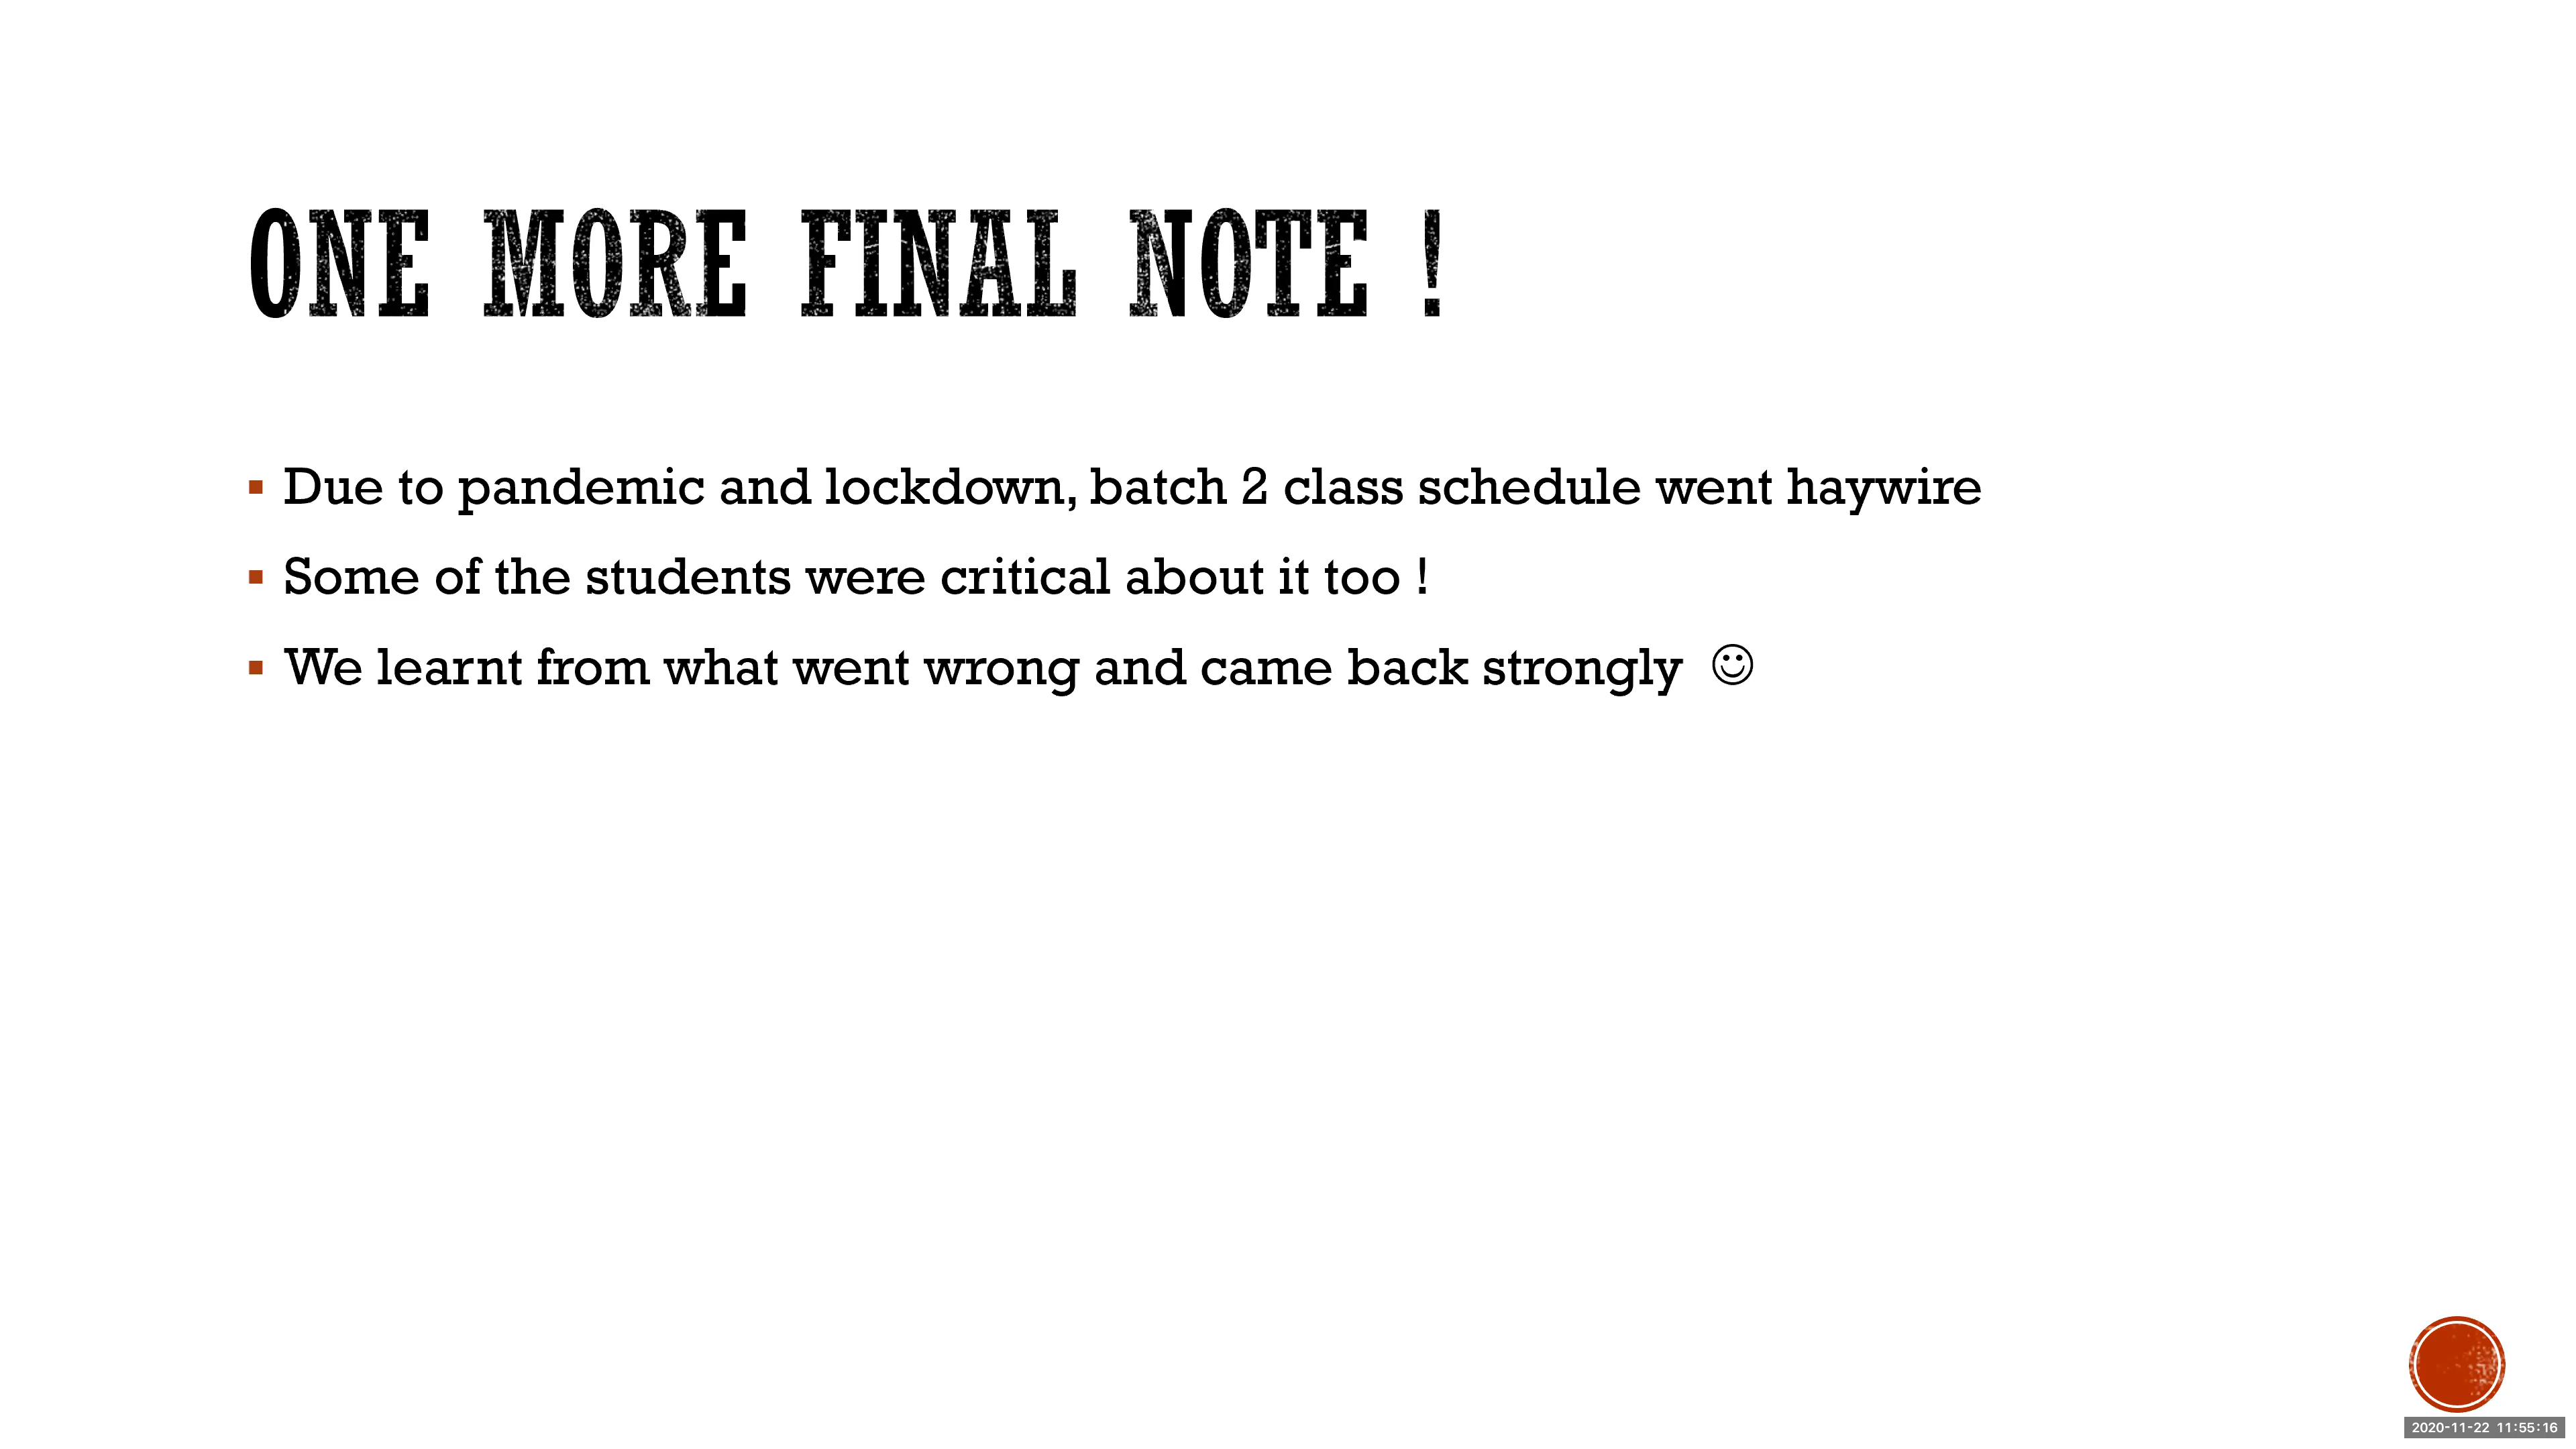 ONE MORE FINAL NOTE !
▪ Due to pandemic and lockdown, batch 2 class schedule went haywire
▪ Some of the students were critical about it too !
▪ We learnt from what went wrong and came back strongly ☺
2020-11-22 11:55:16